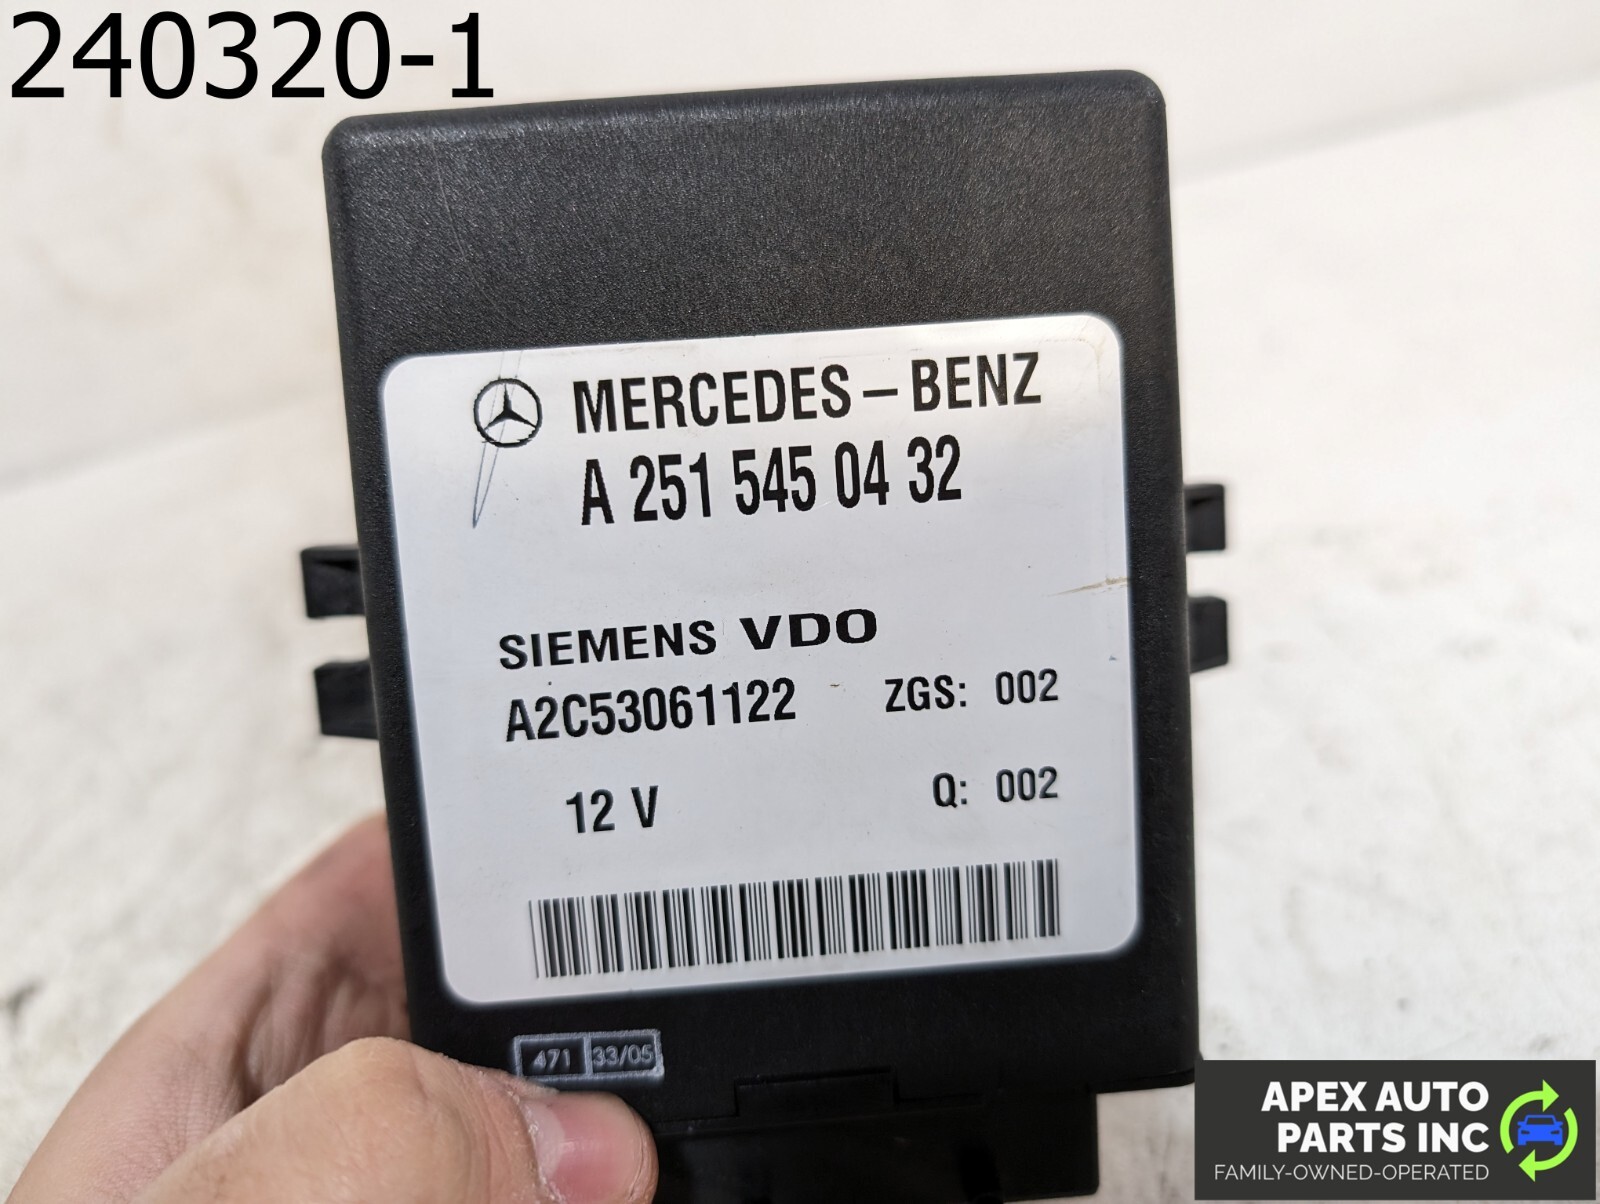 240320-1
MERCEDES-BENZ
A 251 545 04 32
SIEMENS VDO
A2C53061122 ZGS: 002
12 V Q: 002
471 33/05
APEX AUTO
PARTS INC
FAMILY-OWNED-OPERATED